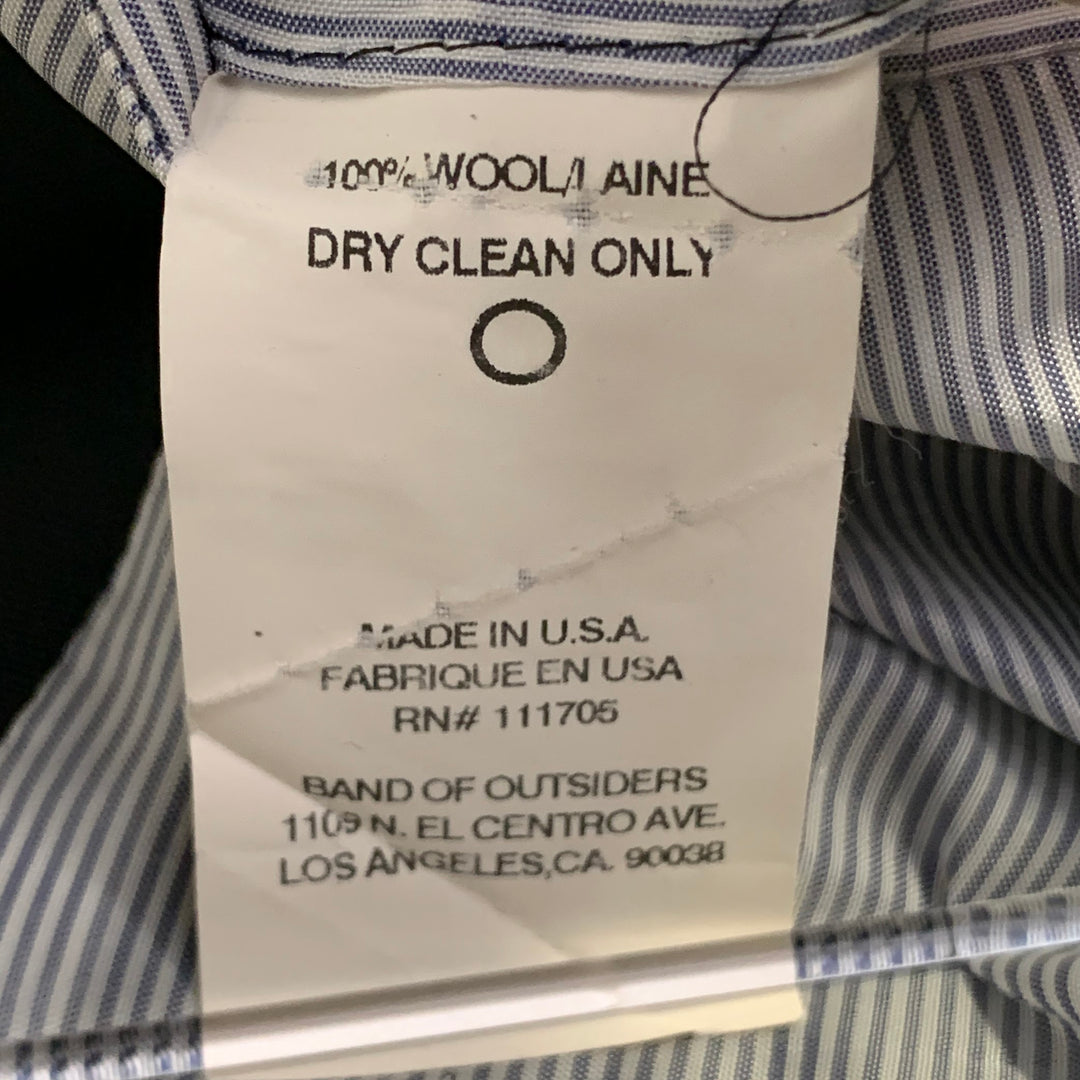 100% WOOL/LAINE
DRY CLEAN ONLY
MADE IN U.S.A.
FABRIQUE EN USA
RN# 111705
BAND OF OUTSIDERS
1109 N. EL CENTRO AVE.
LOS ANGELES,CA. 90038